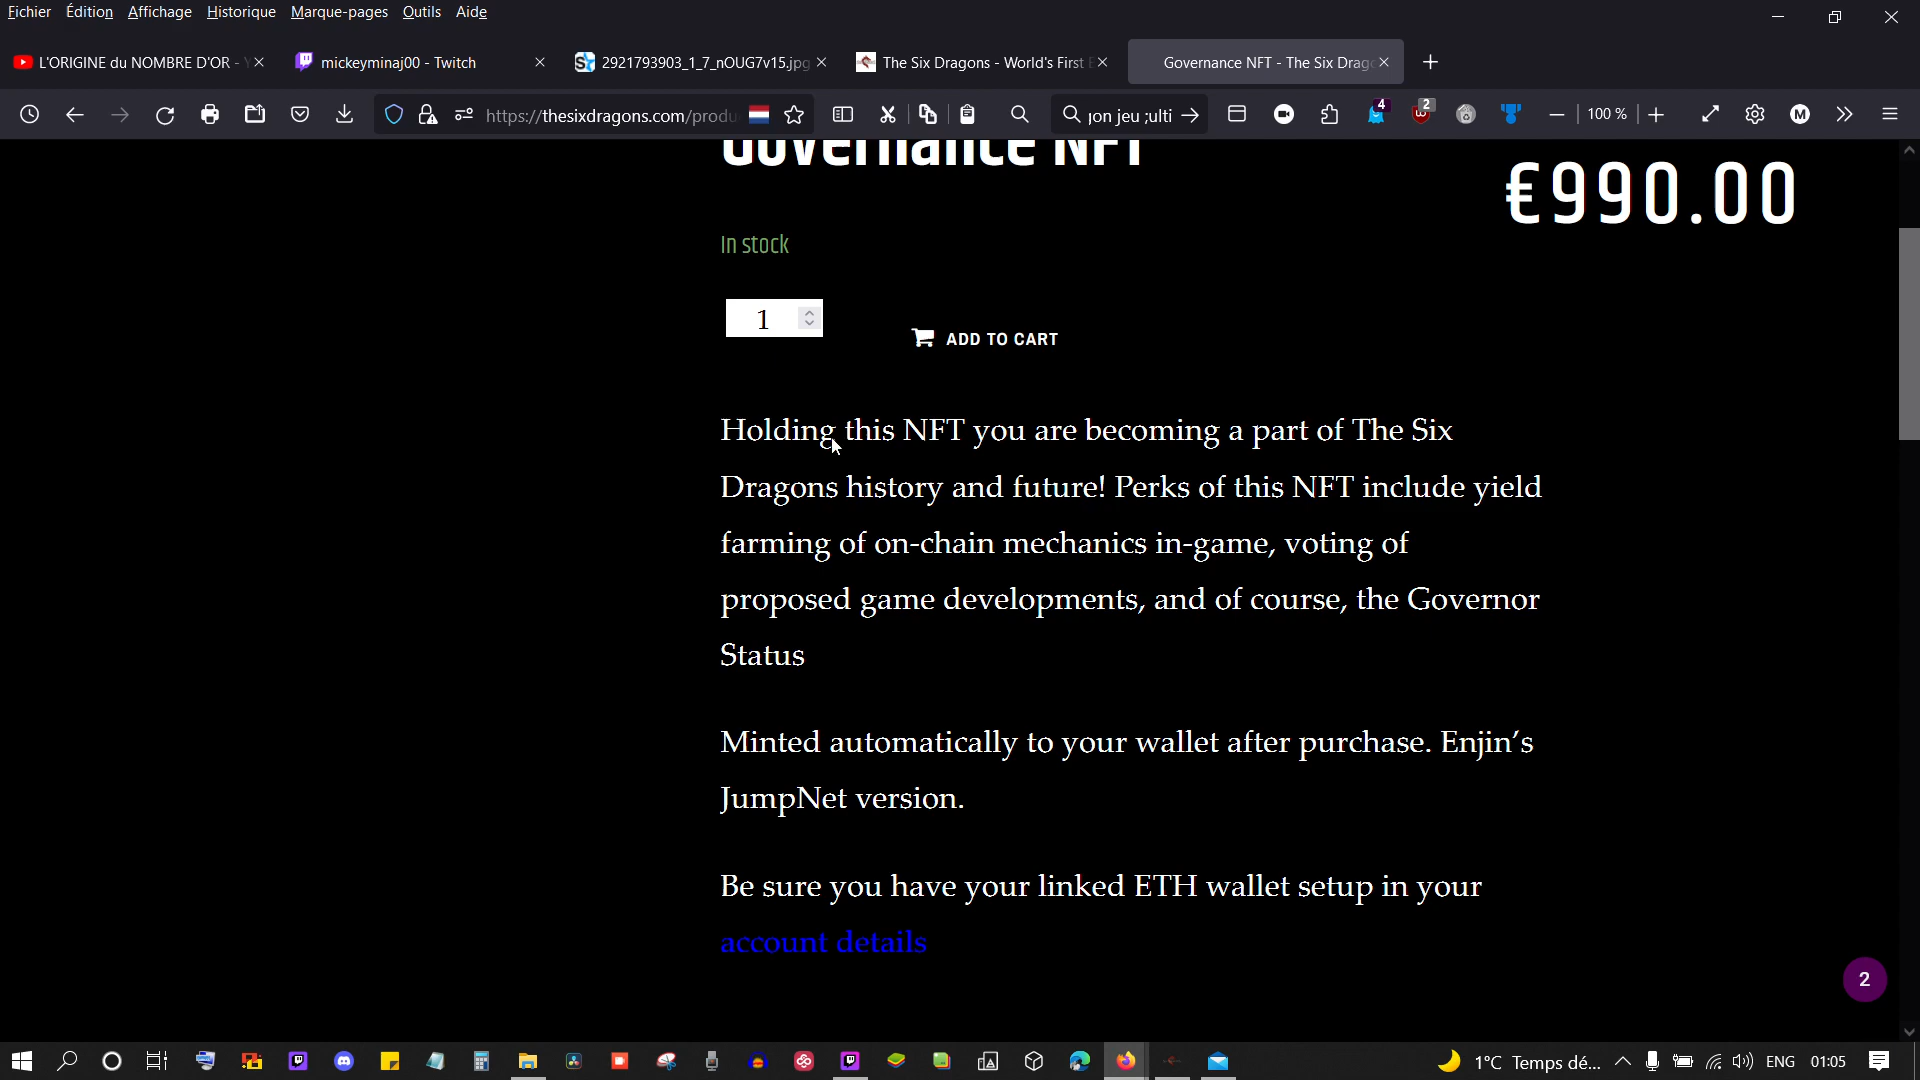 Fichier Édition Affichage Historique Marque-pages Outils Aide
L'ORIGINE du NOMBRE D'OR - Y
mickeyminaj00 - Twitch
2921793903_1_7_nOUG7v15.jpg
The Six Dragons - World's First
Governance NFT - The Six Drag
https://thesixdragons.com/produ
jon jeu ;ulti
4
2
100 %
M
Governance NFT
€990.00
In stock
1
ADD TO CART
Holding this NFT you are becoming a part of The Six
Dragons history and future! Perks of this NFT include yield
farming of on-chain mechanics in-game, voting of
proposed game developments, and of course, the Governor
Status
Minted automatically to your wallet after purchase. Enjin's
JumpNet version.
Be sure you have your linked ETH wallet setup in your
account details
2
1°C Temps dé...
ENG
01:05